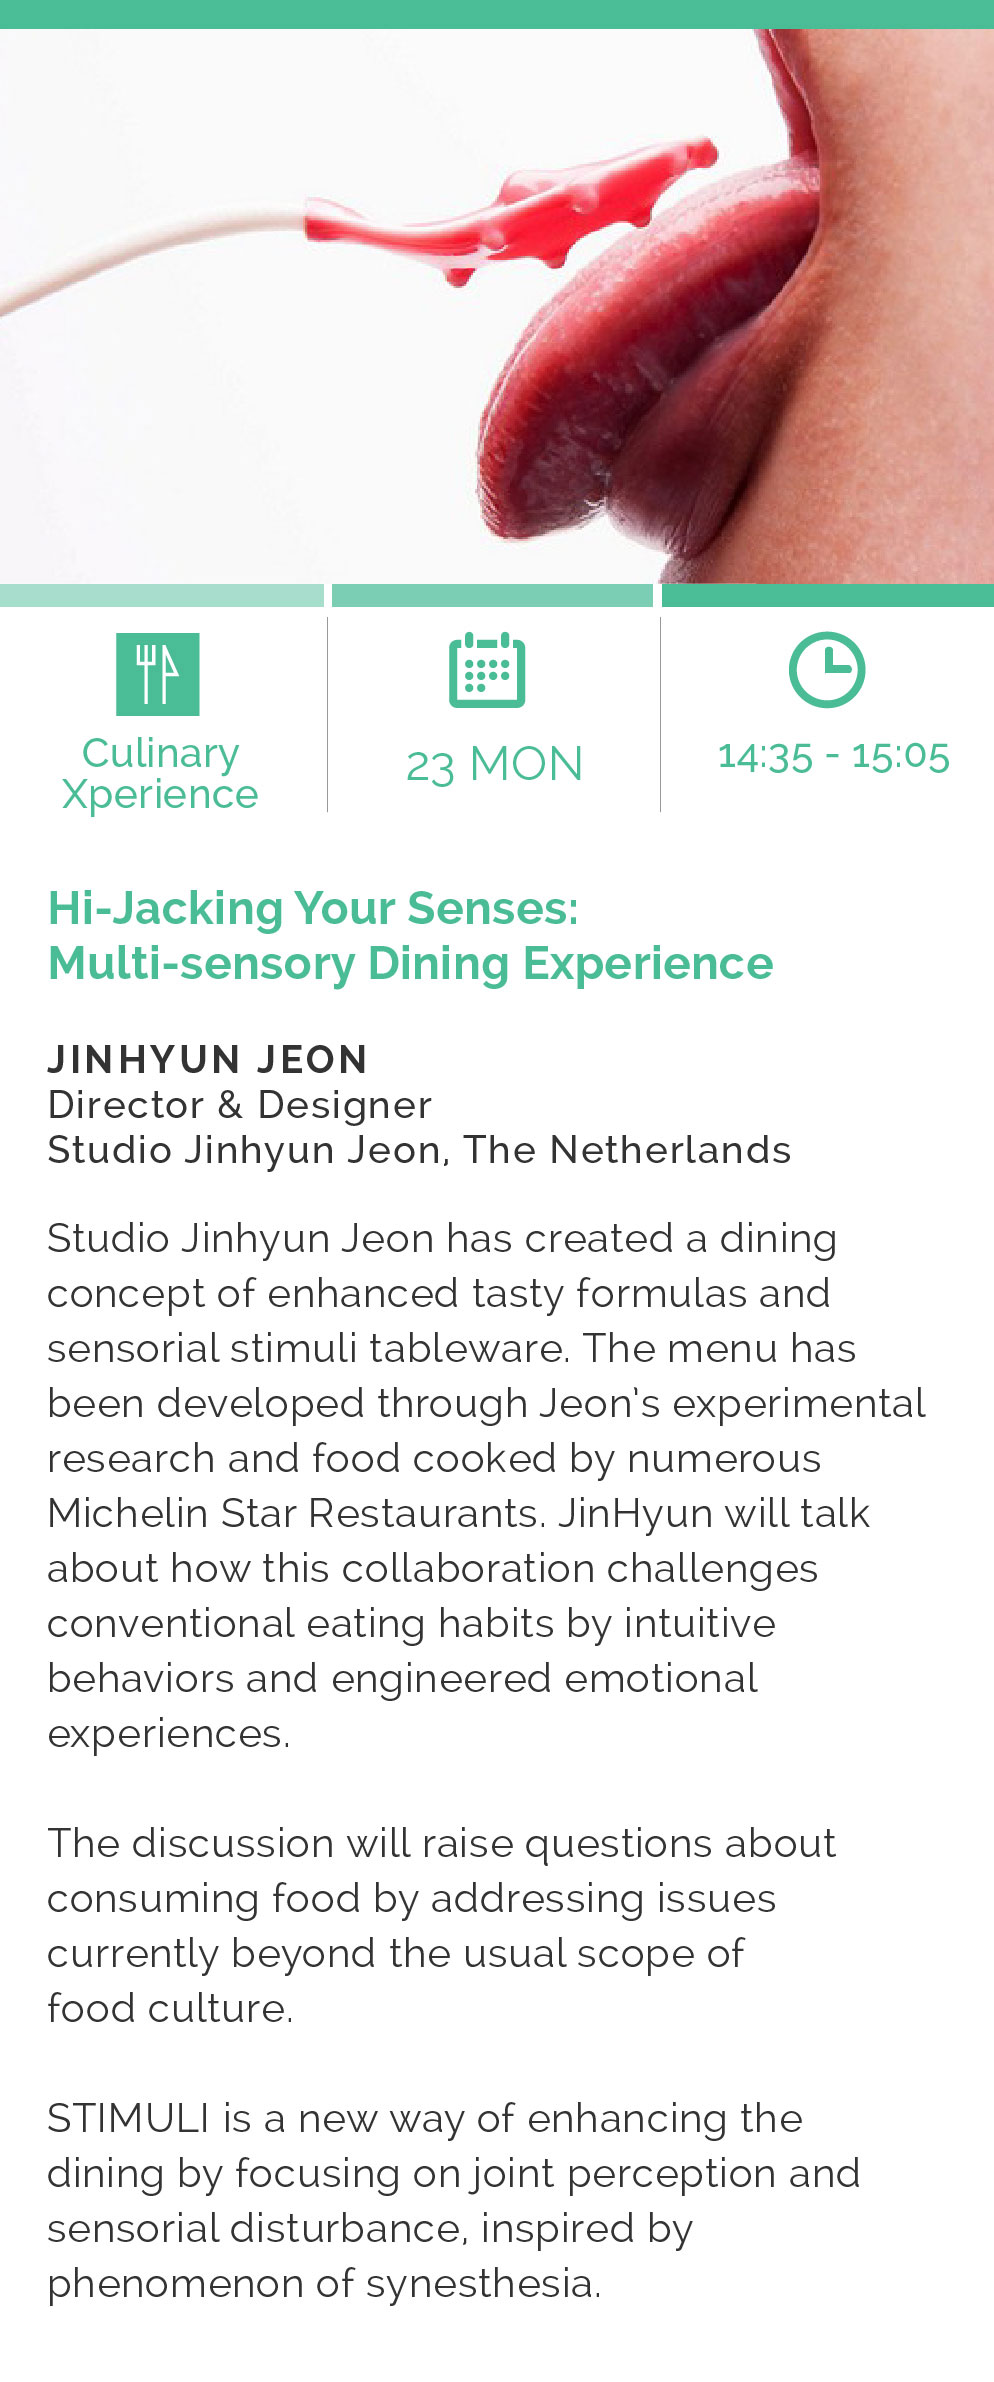 Culinary
Xperience
23 MON
14:35 - 15:05
Hi-Jacking Your Senses:
Multi-sensory Dining Experience
JINHYUN JEON
Director & Designer
Studio Jinhyun Jeon, The Netherlands
Studio Jinhyun Jeon has created a dining
concept of enhanced tasty formulas and
sensorial stimuli tableware. The menu has
been developed through Jeon's experimental
research and food cooked by numerous
Michelin Star Restaurants. JinHyun will talk
about how this collaboration challenges
conventional eating habits by intuitive
behaviors and engineered emotional
experiences.
The discussion will raise questions about
consuming food by addressing issues
currently beyond the usual scope of
food culture.
STIMULI is a new way of enhancing the
dining by focusing on joint perception and
sensorial disturbance, inspired by
phenomenon of synesthesia.